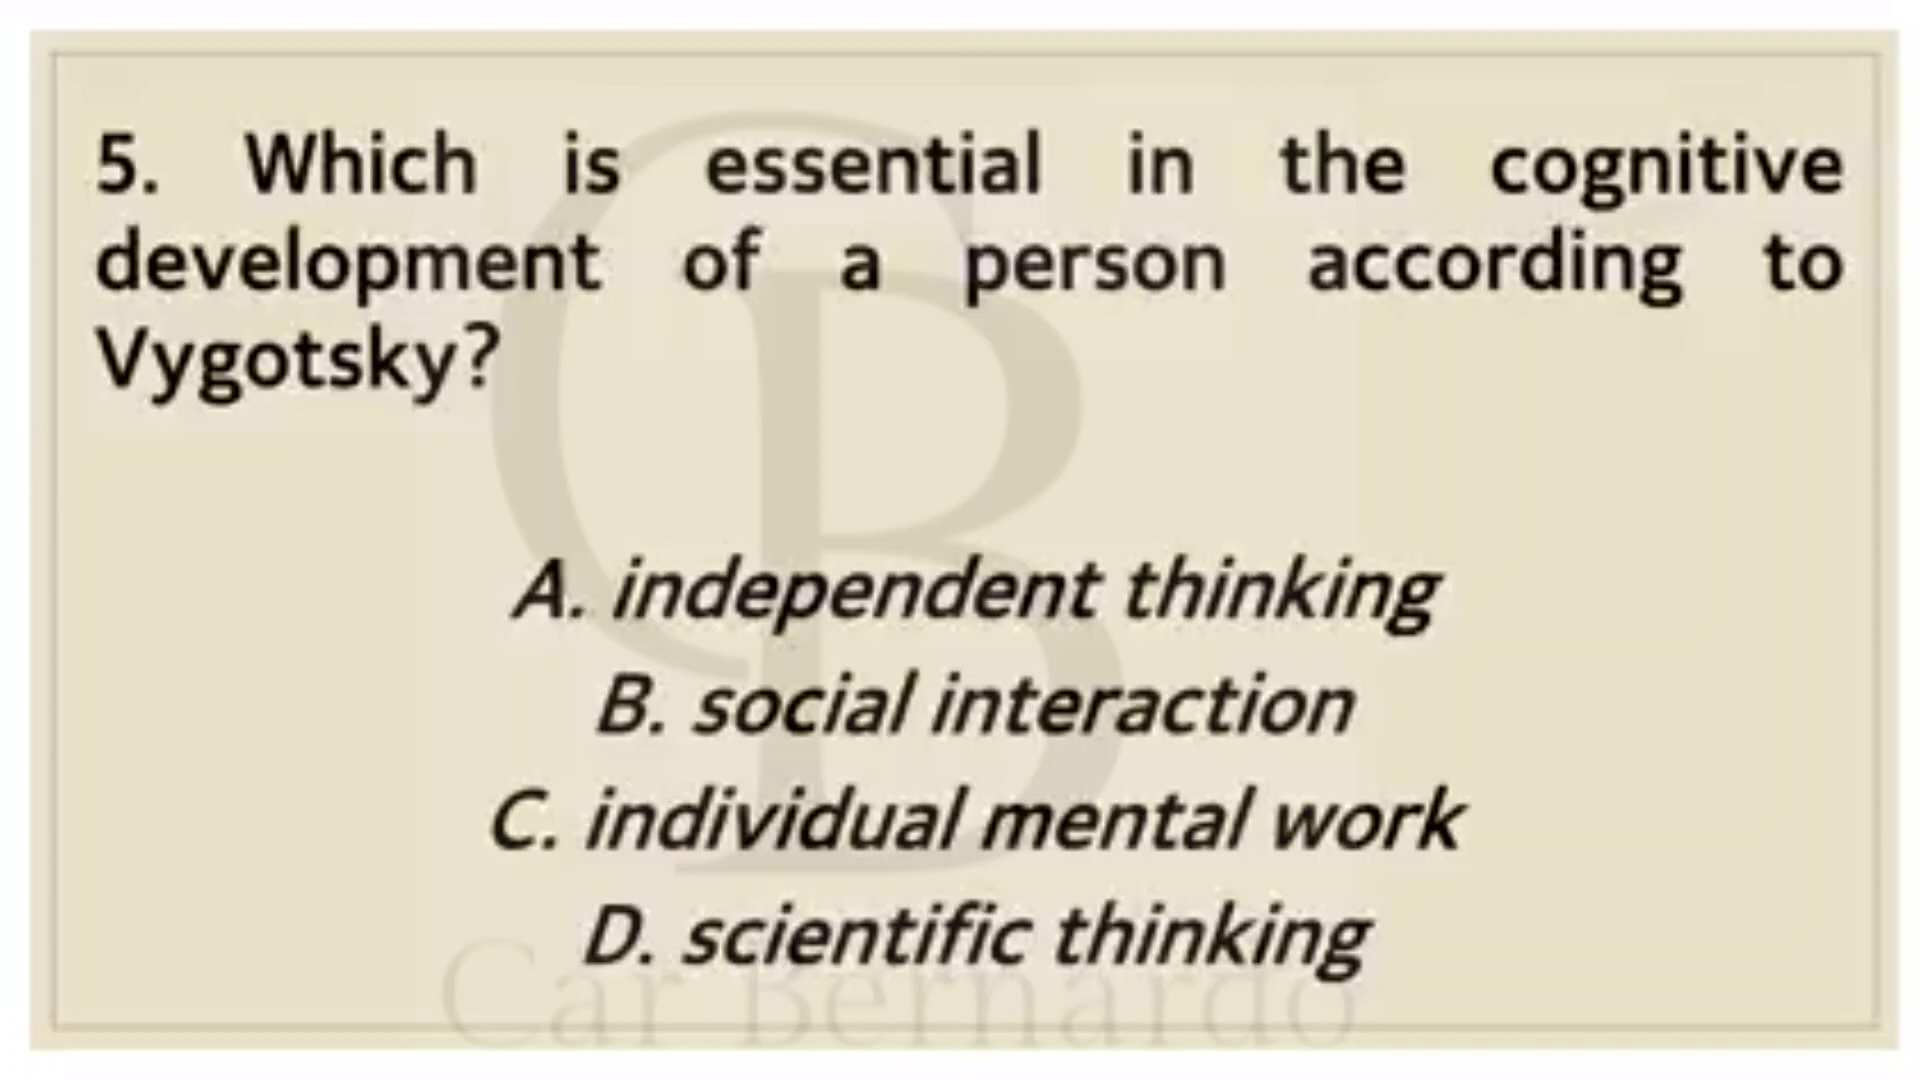 5. Which is essential in the cognitive
development of a person according to
Vygotsky?
A. independent thinking
B. social interaction
C. individual mental work
D. scientific thinking
CB
Car Bernardo